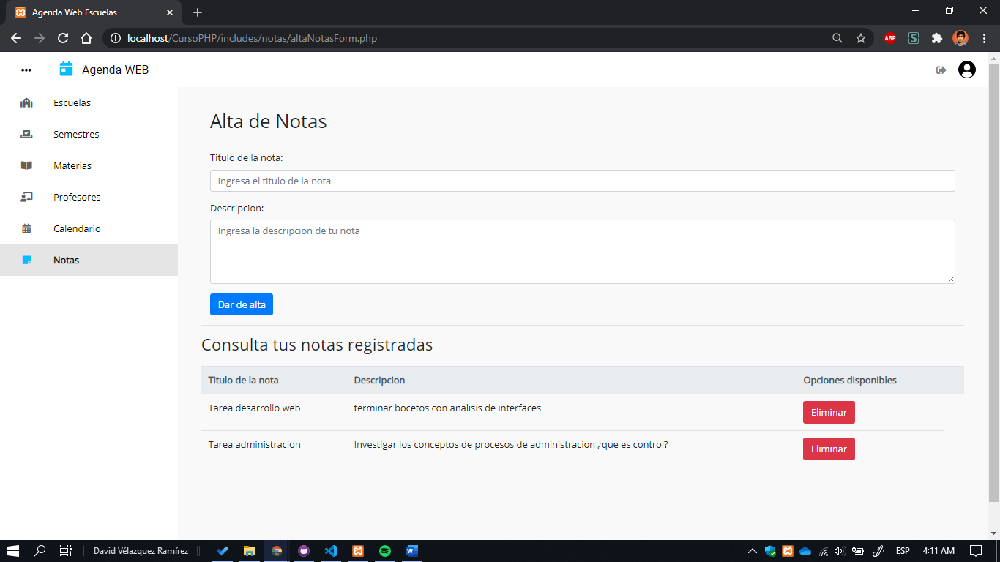 Agenda Web Escuelas
localhost/CursoPHP/includes/notas/altaNotasForm.php
ABP
S
Agenda WEB
Escuelas
Semestres
Materias
Profesores
Calendario
Notas
Alta de Notas
Titulo de la nota:
Ingresa el titulo de la nota
Descripcion:
Ingresa la descripcion de tu nota
Dar de alta
Consulta tus notas registradas
Titulo de la nota Descripcion Opciones disponibles
Tarea desarrollo web terminar bocetos con analisis de interfaces Eliminar
Tarea administracion Investigar los conceptos de procesos de administracion ¿que es control? Eliminar
David Vélazquez Ramírez ESP 4:11 AM